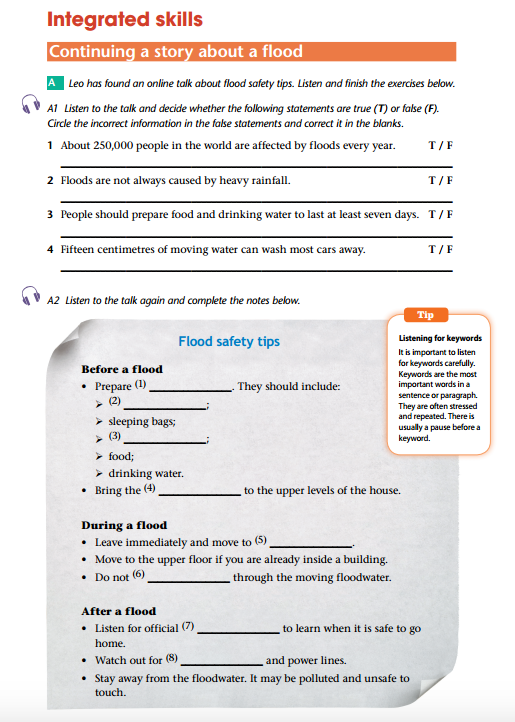 Integrated skills
Continuing a story about a flood
A Leo has found an online talk about flood safety tips. Listen and finish the exercises below.
A1 Listen to the talk and decide whether the following statements are true (T) or false (F).
Circle the incorrect information in the false statements and correct it in the blanks.
1 About 250,000 people in the world are affected by floods every year. T / F
2 Floods are not always caused by heavy rainfall. T / F
3 People should prepare food and drinking water to last at least seven days. T / F
4 Fifteen centimetres of moving water can wash most cars away. T / F
A2 Listen to the talk again and complete the notes below.
Tip
Listening for keywords
It is important to listen
for keywords carefully.
Keywords are the most
important words in a
sentence or paragraph.
They are often stressed
and repeated. There is
usually a pause before a
keyword.
Flood safety tips
Before a flood
• Prepare (1) ____________. They should include:
➢ (2) ____________;
➢ sleeping bags;
➢ (3) ____________;
➢ food;
➢ drinking water.
• Bring the (4) ____________ to the upper levels of the house.
During a flood
• Leave immediately and move to (5) ____________.
• Move to the upper floor if you are already inside a building.
• Do not (6) ____________ through the moving floodwater.
After a flood
• Listen for official (7) ____________ to learn when it is safe to go
home.
• Watch out for (8) ____________ and power lines.
• Stay away from the floodwater. It may be polluted and unsafe to
touch.